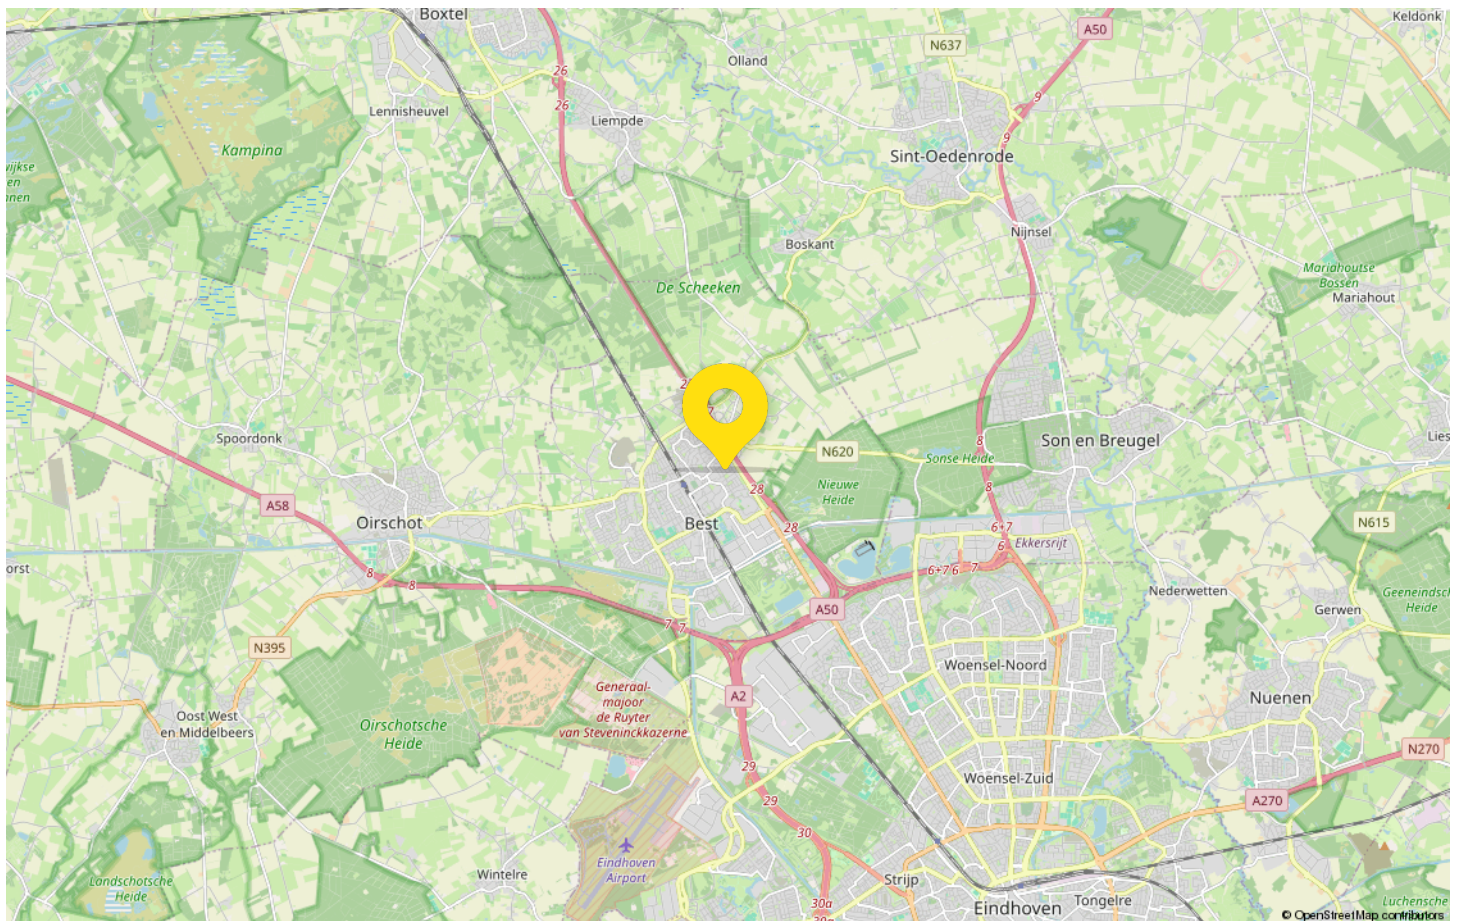 Boxtel
Keldonk
A50
N637
Olland
26
9
26
Lennisheuvel
Liempde
9
Kampina
Sint-Oedenrode
Nijnsel
Boskant
De Scheeken
Mariahoutse
Bossen
Mariahout
7
Spoordonk
8
Son en Breugel
N620
Sonse Heide
Nieuwe
Heide
28
8
A58
Oirschot
Best
28
6+7
6
Ekkersrijt
N615
8
8
6+7
6
7
Nederwetten
Gerwen
A50
7
7
N395
Woensel-Noord
Generaal-
majoor
de Ruyter
van Steveninckkazerne
A2
Nuenen
Oost West
en Middelbeers
Oirschotsche
Heide
N270
29
Woensel-Zuid
29
A270
30
Eindhoven
Airport
Landschotsche
Heide
Wintelre
Strijp
Tongelre
30a
Eindhoven
© OpenStreetMap contributors